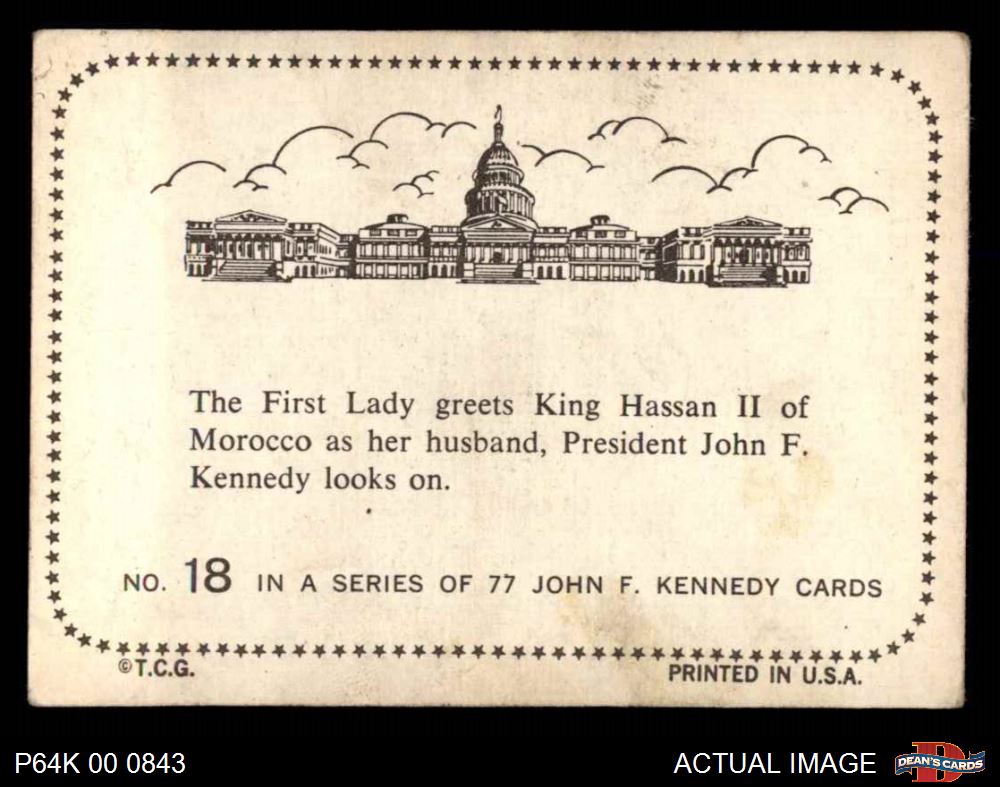 The First Lady greets King Hassan II of
Morocco as her husband, President John F.
Kennedy looks on.
NO. 18 IN A SERIES OF 77 JOHN F. KENNEDY CARDS
©T.C.G.
PRINTED IN U.S.A.
P64K 00 0843
ACTUAL IMAGE
D
DEAN'S CARDS